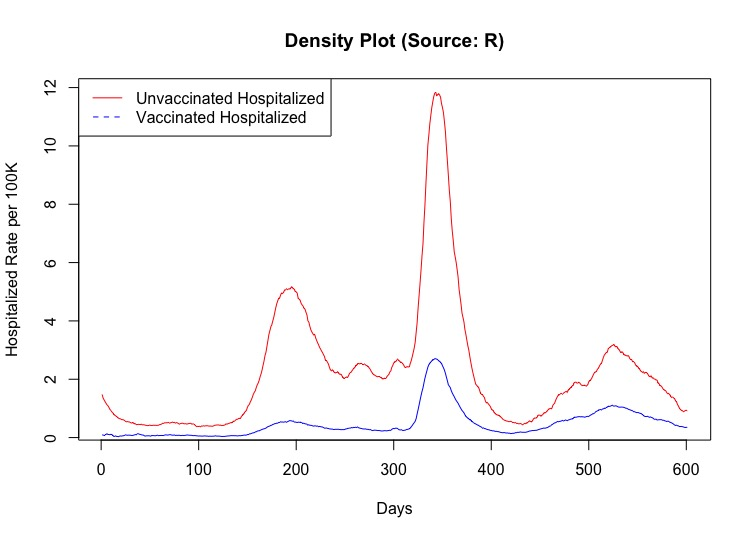 Density Plot (Source: R)
Unvaccinated Hospitalized
Vaccinated Hospitalized
Hospitalized Rate per 100K
12
10
8
6
4
2
0
0 100 200 300 400 500 600
Days